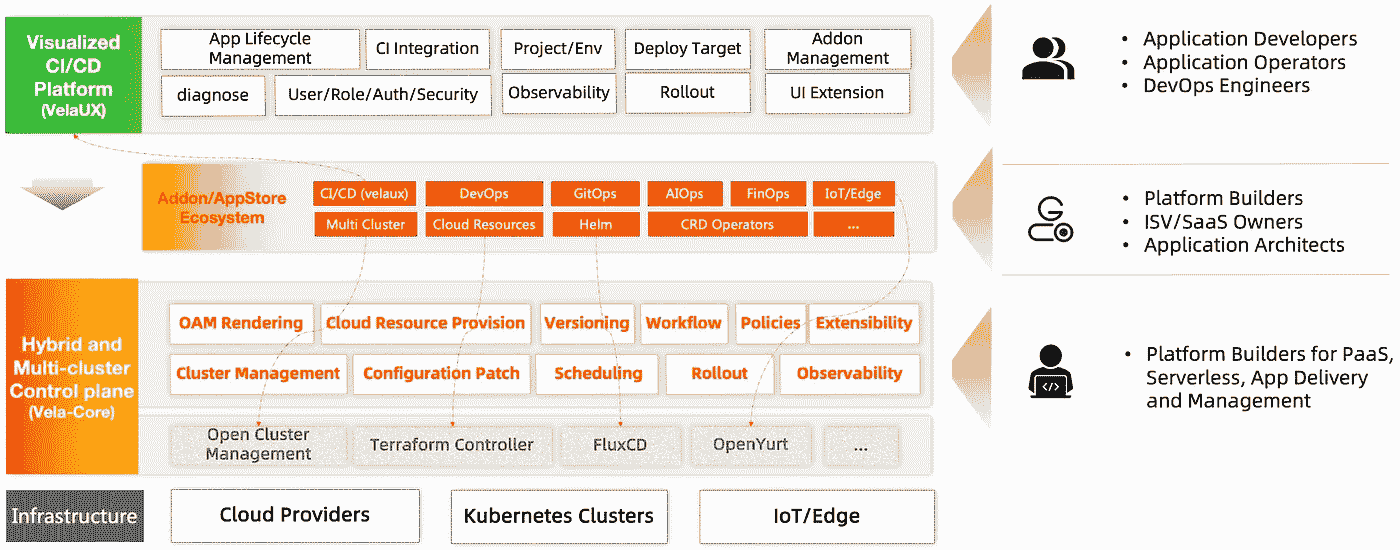 Visualized
CI/CD
Platform
(VelaUX)
App Lifecycle
Management
CI Integration
Project/Env
Deploy Target
Addon
Management
diagnose
User/Role/Auth/Security
Observability
Rollout
UI Extension
• Application Developers
• Application Operators
• DevOps Engineers
Addon/AppStore
Ecosystem
CI/CD (velaux)
DevOps
GitOps
AIOps
FinOps
IoT/Edge
Multi Cluster
Cloud Resources
Helm
CRD Operators
...
• Platform Builders
• ISV/SaaS Owners
• Application Architects
Hybrid and
Multi-cluster
Control plane
(Vela-Core)
OAM Rendering
Cloud Resource Provision
Versioning
Workflow
Policies
Extensibility
Cluster Management
Configuration Patch
Scheduling
Rollout
Observability
Open Cluster
Management
Terraform Controller
FluxCD
OpenYurt
...
• Platform Builders for PaaS,
Serverless, App Delivery
and Management
Infrastructure
Cloud Providers
Kubernetes Clusters
IoT/Edge